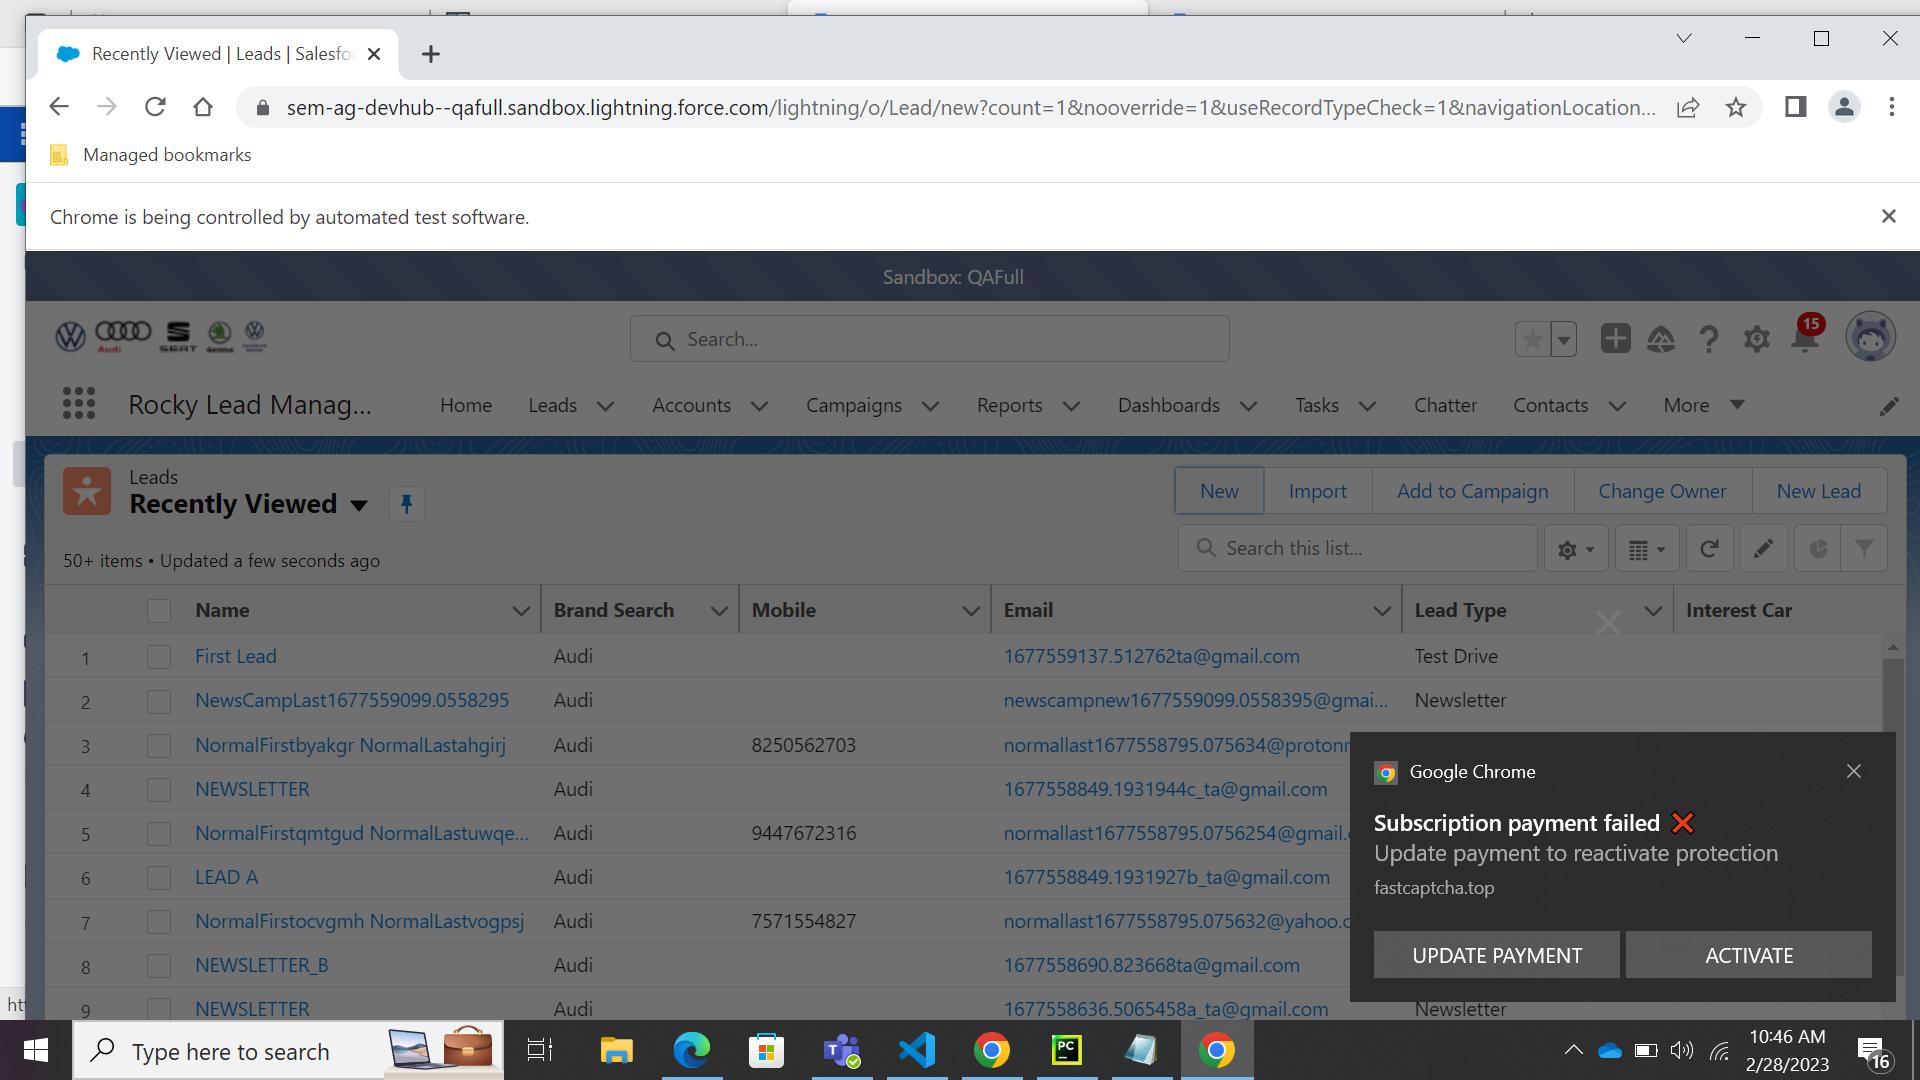 Recently Viewed | Leads | Salesfo
sem-ag-devhub--qafull.sandbox.lightning.force.com/lightning/o/Lead/new?count=1&nooverride=1&useRecordTypeCheck=1&navigationLocation...
Managed bookmarks
Chrome is being controlled by automated test software.
Sandbox: QAFull
Audi SEAT ŠKODA
Search...
15
Rocky Lead Manag...
Home Leads Accounts Campaigns Reports Dashboards Tasks Chatter Contacts More
Leads
Recently Viewed
New Import Add to Campaign Change Owner New Lead
50+ items • Updated a few seconds ago
Search this list...
Name Brand Search Mobile Email Lead Type Interest Car
1 First Lead Audi 1677559137.512762ta@gmail.com Test Drive
2 NewsCampLast1677559099.0558295 Audi newscampnew1677559099.0558395@gmai... Newsletter
3 NormalFirstbyakgr NormalLastahgirj Audi 8250562703 normallast1677558795.075634@protonr
4 NEWSLETTER Audi 1677558849.1931944c_ta@gmail.com
5 NormalFirstqmtgud NormalLastuwqe... Audi 9447672316 normallast1677558795.0756254@gmail.
6 LEAD A Audi 1677558849.1931927b_ta@gmail.com
7 NormalFirstocvgmh NormalLastvogpsj Audi 7571554827 normallast1677558795.075632@yahoo.c
8 NEWSLETTER_B Audi 1677558690.823668ta@gmail.com
9 NEWSLETTER Audi 1677558636.5065458a_ta@gmail.com Newsletter
Google Chrome
Subscription payment failed ❌
Update payment to reactivate protection
fastcaptcha.top
UPDATE PAYMENT ACTIVATE
Type here to search
PC
10:46 AM
2/28/2023
16